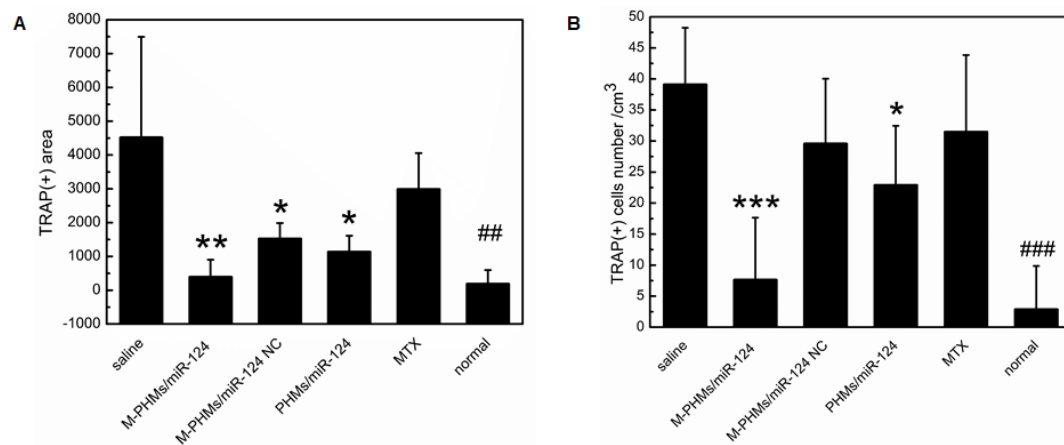 A
TRAP(+) area
8000
7000
6000
5000
4000
3000
2000
1000
0
-1000
**
*
*
##
saline
M-PHMs/miR-124
M-PHMs/miR-124 NC
PHMs/miR-124
MTX
normal
B
TRAP(+) cells number /cm³
50
45
40
35
30
25
20
15
10
5
0
***
*
###
saline
M-PHMs/miR-124
M-PHMs/miR-124 NC
PHMs/miR-124
MTX
normal